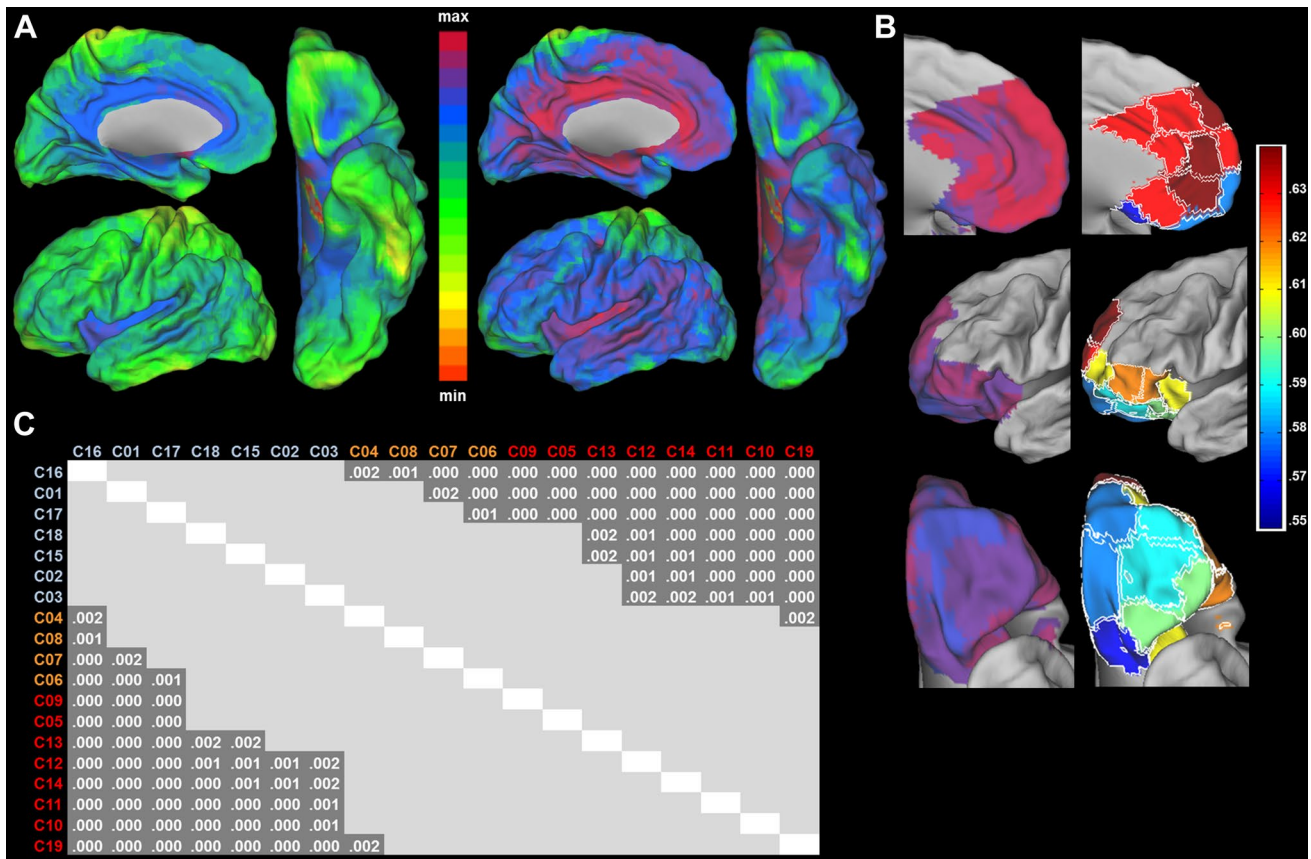 A
max
min
B
.63
.62
.60
.59
.58
.57
.55
C
C16 C01 C17 C18 C15 C02 C03 C04 C08 C07 C06 C09 C05 C13 C12 C14 C11 C10 C19
C16 .002 .001 .000 .000 .000 .000 .000 .000 .000 .000 .000 .000
C01 .002 .000 .000 .000 .000 .000 .000 .000 .000 .000
C17 .001 .000 .000 .000 .000 .000 .000 .000 .000
C18 .002 .001 .000 .000 .000 .000
C15 .002 .001 .001 .000 .000 .000
C02 .001 .001 .000 .000 .000
C03 .002 .002 .001 .001 .000
C04 .002 .002
C08 .001
C07 .000 .002
C06 .000 .000 .001
C09 .000 .000 .000
C05 .000 .000 .000
C13 .000 .000 .000 .002 .002
C12 .000 .000 .000 .001 .001 .001 .002
C14 .000 .000 .000 .000 .001 .001 .002
C11 .000 .000 .000 .000 .000 .000 .001
C10 .000 .000 .000 .000 .000 .000 .001
C19 .000 .000 .000 .000 .000 .000 .000 .002